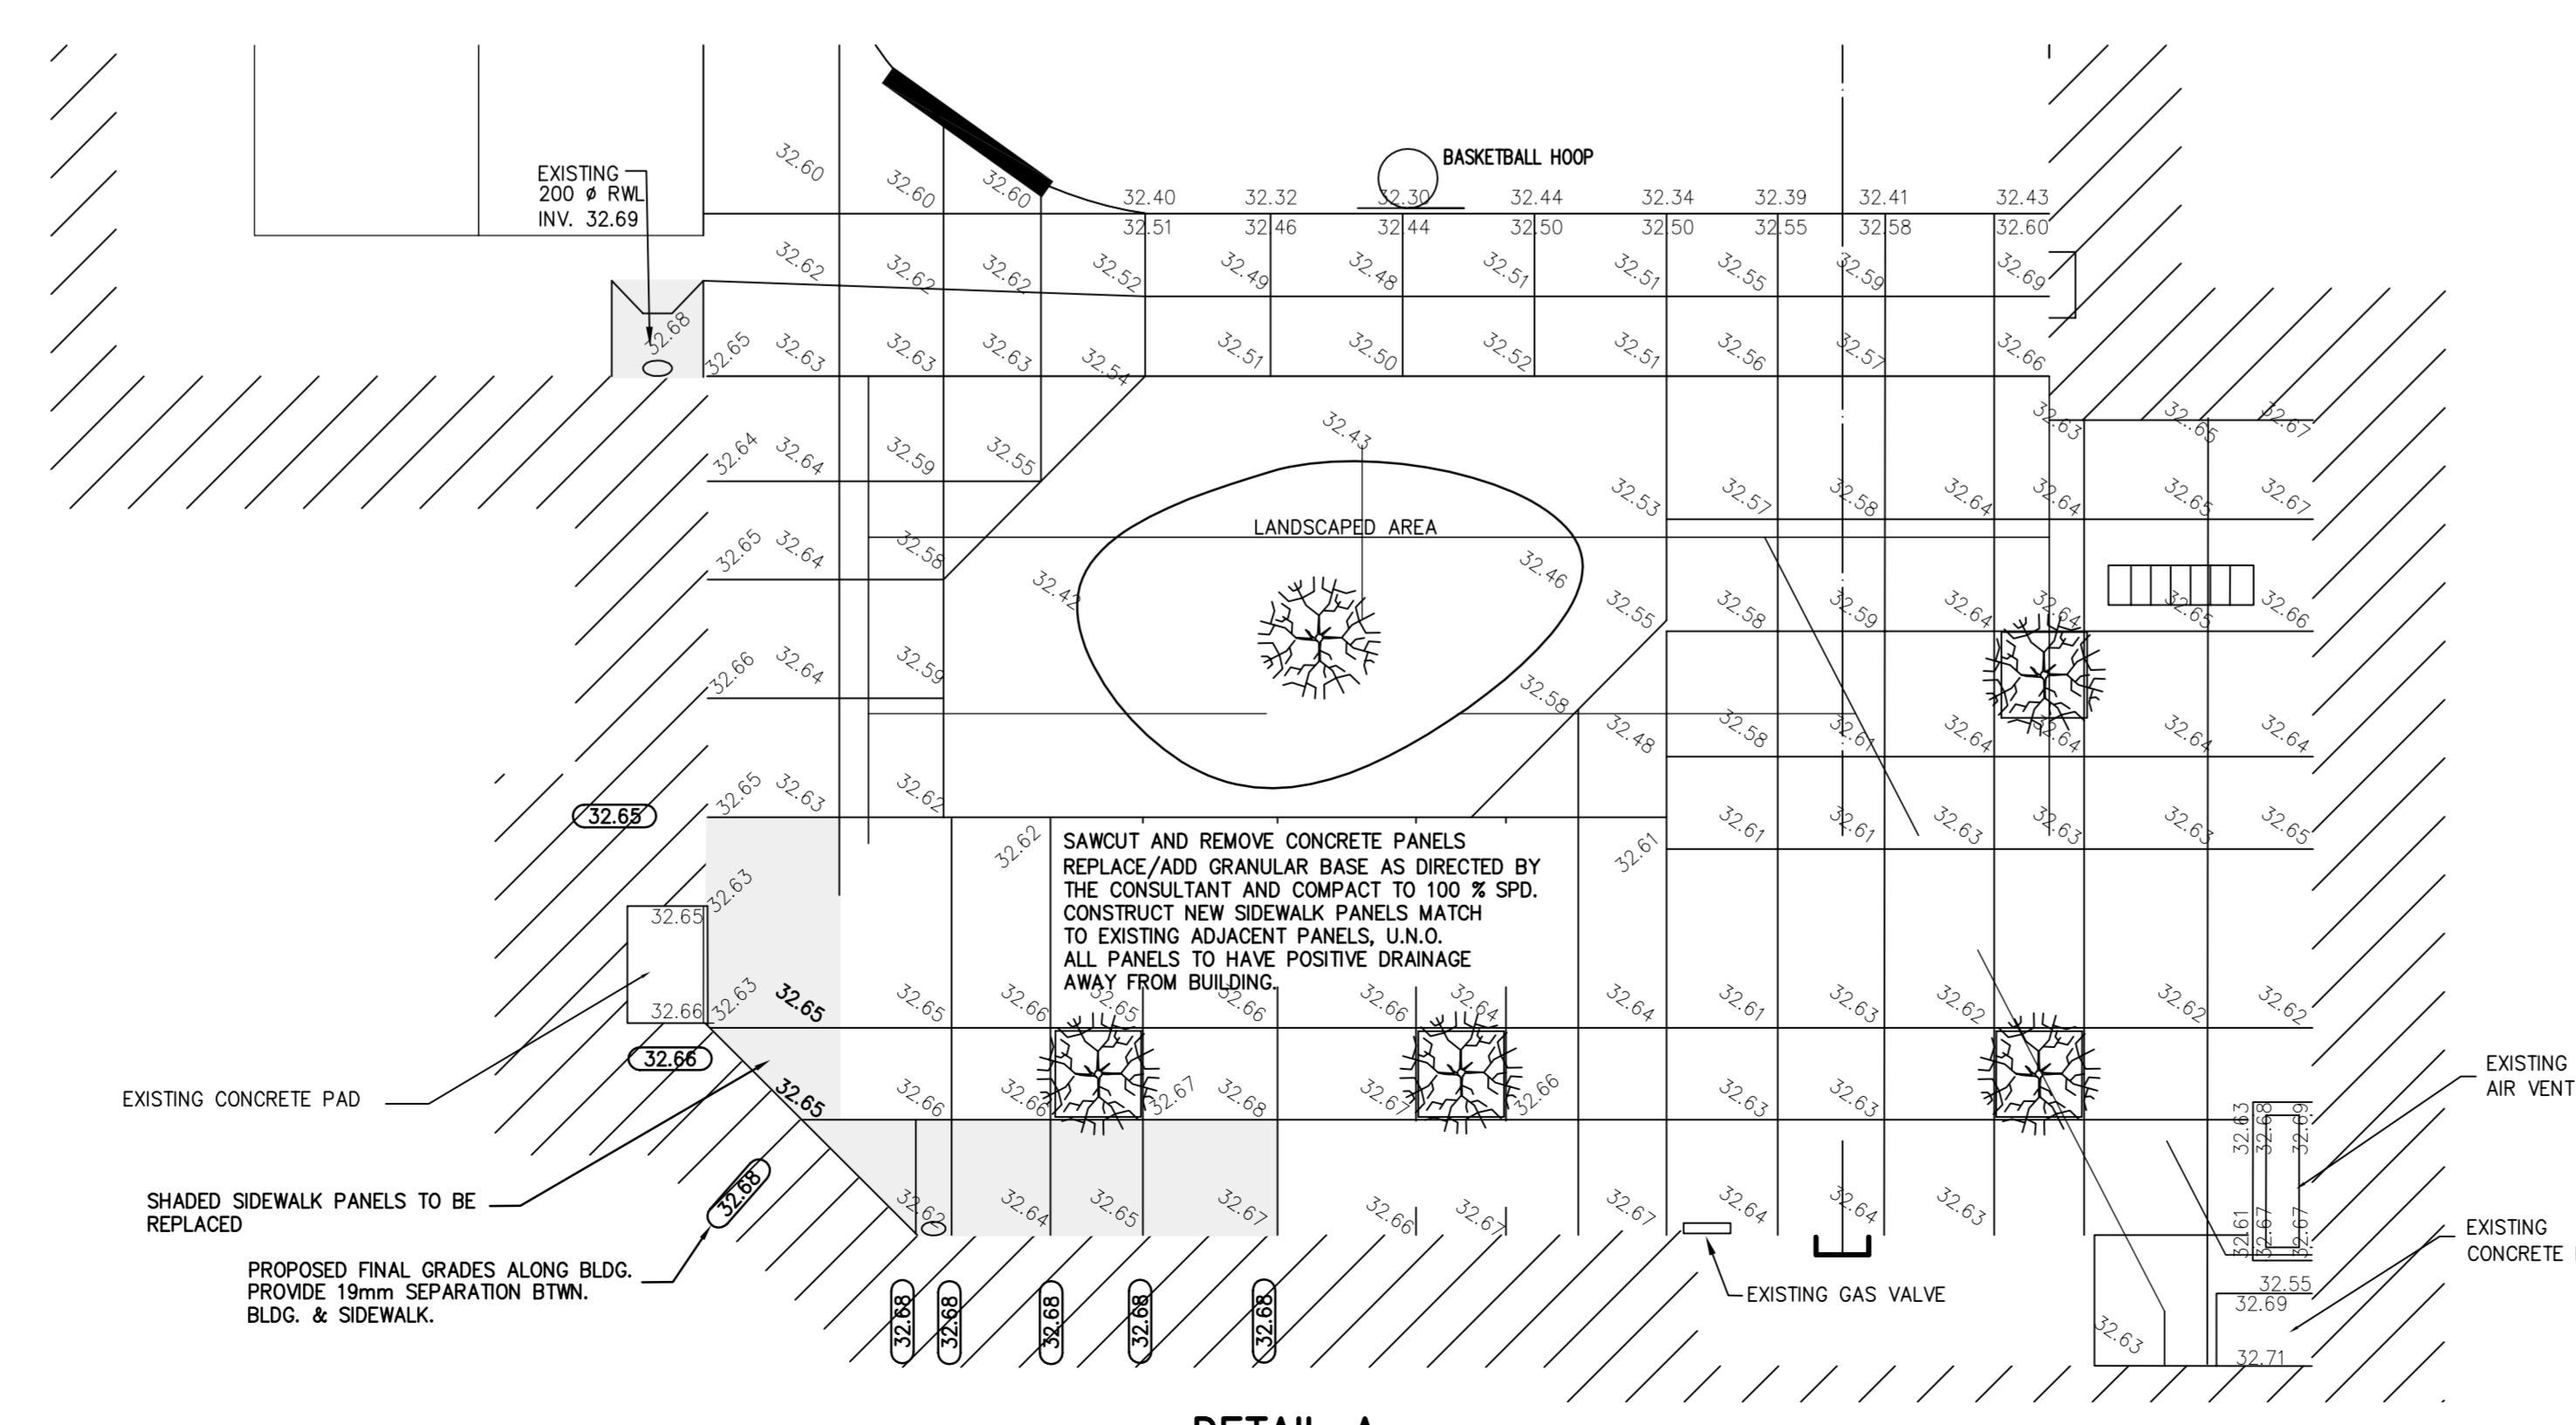 32.60
32.60
32.60
EXISTING
200 ø RWL
INV. 32.69
BASKETBALL HOOP
32.40 32.32 32.30 32.44 32.34 32.39 32.41 32.43
32.51 32.46 32.44 32.50 32.50 32.55 32.58 32.60
32.62 32.62 32.62 32.52 32.49 32.48 32.51 32.51 32.55 32.59 32.69
32.68 32.65 32.63 32.63 32.63 32.54 32.51 32.50 32.52 32.51 32.56 32.57 32.66
32.43 32.63 32.65 32.67
32.64 32.64 32.59 32.55 32.53 32.57 32.58 32.64 32.64 32.65 32.67
LANDSCAPED AREA
32.65 32.64 32.58 32.42 32.46 32.55 32.58 32.59 32.64 32.64 32.65 32.66
32.66 32.64 32.59 32.58 32.48 32.58 32.61 32.64 32.64 32.64 32.64
32.65 32.63 32.62 32.61 32.61 32.63 32.63 32.63 32.65
32.65
32.62 32.61
SAWCUT AND REMOVE CONCRETE PANELS
REPLACE/ADD GRANULAR BASE AS DIRECTED BY
THE CONSULTANT AND COMPACT TO 100 % SPD.
CONSTRUCT NEW SIDEWALK PANELS MATCH
TO EXISTING ADJACENT PANELS, U.N.O.
ALL PANELS TO HAVE POSITIVE DRAINAGE
AWAY FROM BUILDING.
32.65 32.63
32.66 32.63 32.65 32.65 32.66 32.65 32.66 32.66 32.64 32.64 32.61 32.63 32.62 32.62 32.62
32.66
EXISTING CONCRETE PAD
32.65 32.66 32.66 32.67 32.68 32.67 32.66 32.63 32.63
EXISTING
AIR VENT
32.63 32.68 32.69
SHADED SIDEWALK PANELS TO BE
REPLACED
32.68
32.62 32.64 32.65 32.67 32.66 32.67 32.67 32.64 32.64 32.63
32.61 32.67 32.67
EXISTING
CONCRETE
PROPOSED FINAL GRADES ALONG BLDG.
PROVIDE 19mm SEPARATION BTWN.
BLDG. & SIDEWALK.
32.68 32.68 32.68 32.68 32.68
EXISTING GAS VALVE
32.55
32.69
32.63
32.71
DETAIL A